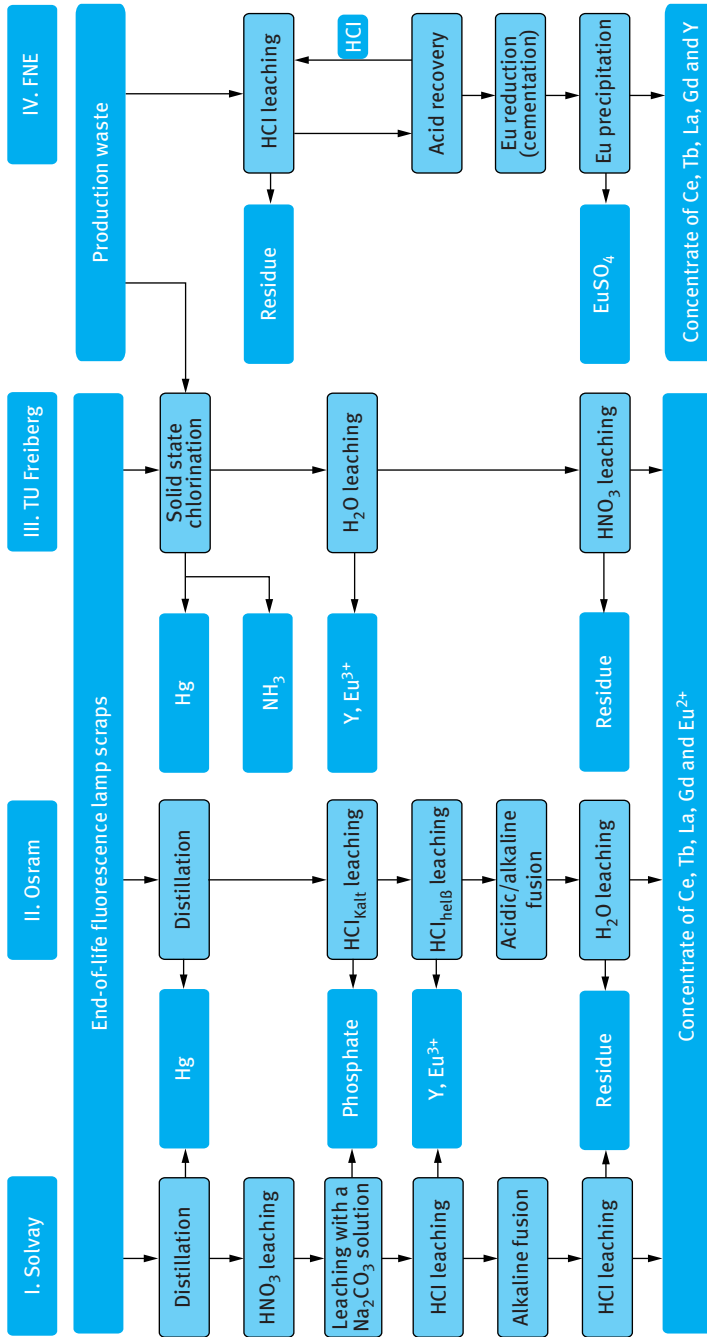 I. Solvay
II. Osram
III. TU Freiberg
IV. FNE
End-of-life fluorescence lamp scraps
Production waste
Distillation
Hg
Distillation
Solid state
chlorination
Hg
NH3
HNO3 leaching
HCl leaching
HCl
Residue
Leaching with a
Na2CO3 solution
Phosphate
HClKalt leaching
H2O leaching
Y, Eu3+
Acid recovery
HCl leaching
Y, Eu3+
HClhelß leaching
Alkaline fusion
Acidic/alkaline
fusion
Eu reduction
(cementation)
HCl leaching
Residue
H2O leaching
Residue
HNO3 leaching
EuSO4
Eu precipitation
Concentrate of Ce, Tb, La, Gd and Eu2+
Concentrate of Ce, Tb, La, Gd and Y